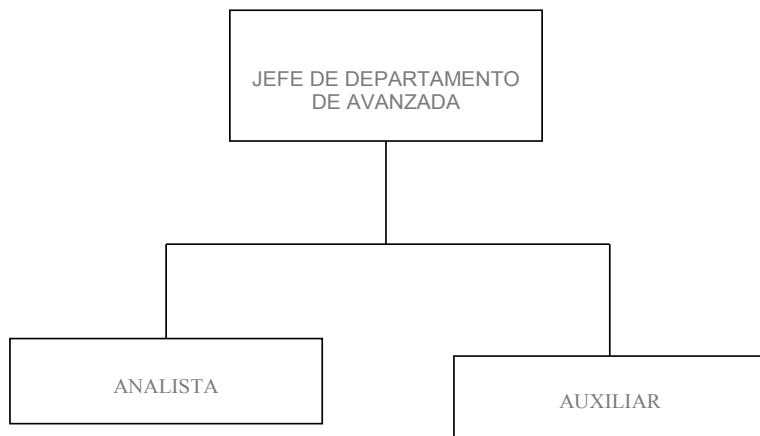 JEFE DE DEPARTAMENTO
DE AVANZADA
ANALISTA
AUXILIAR